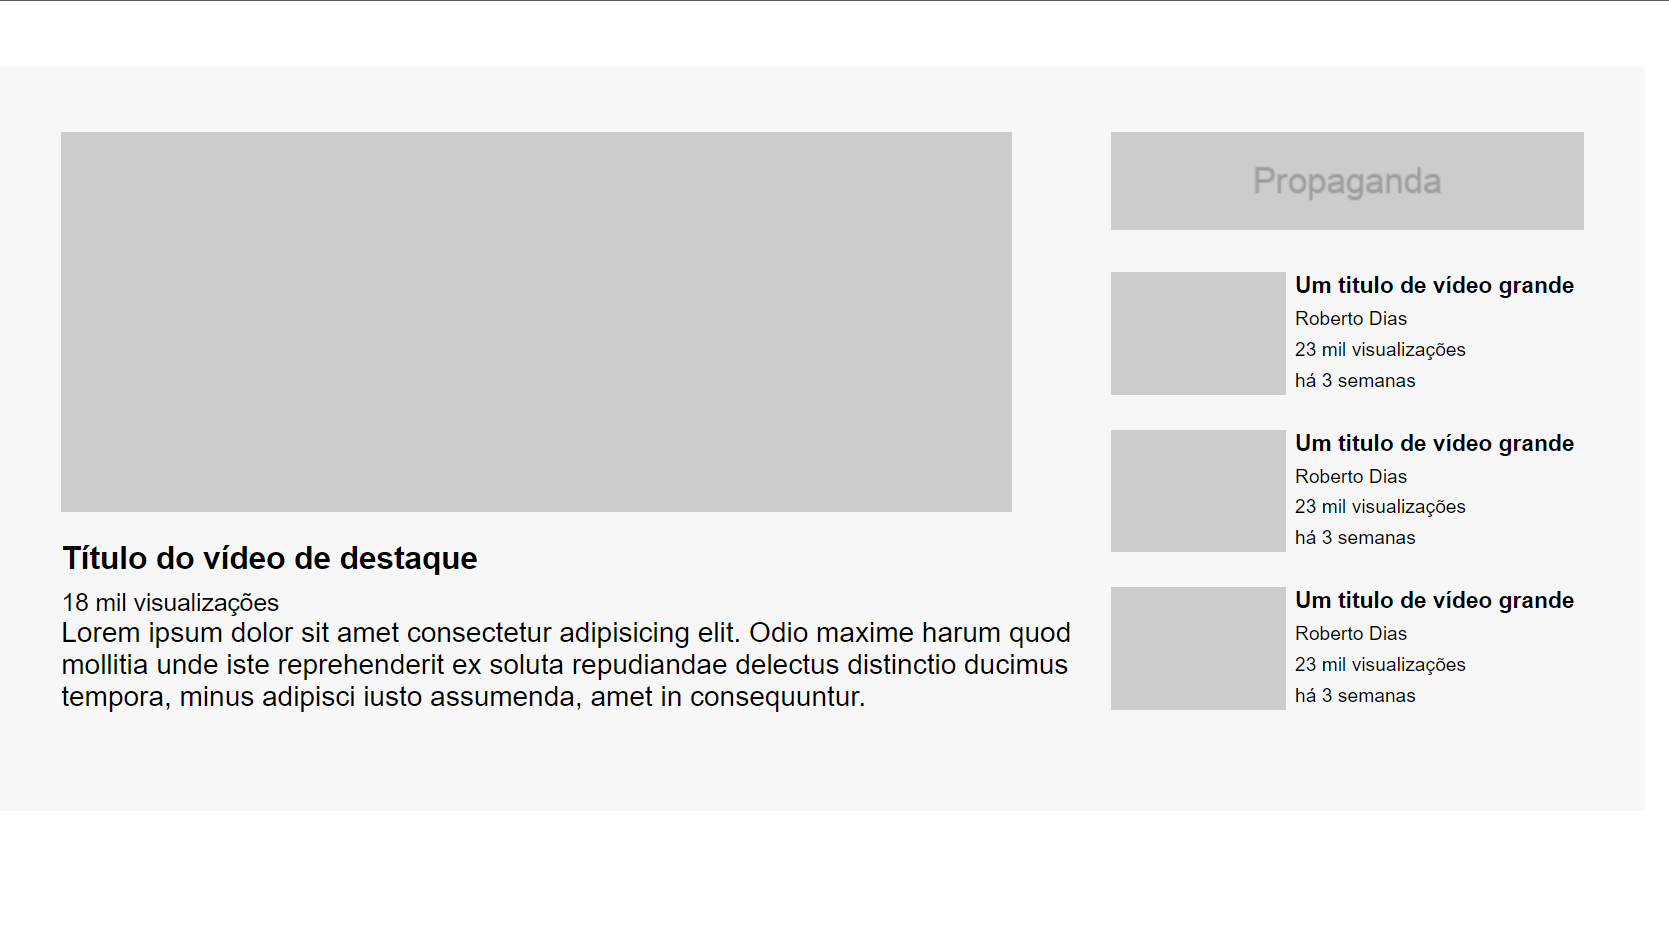 Propaganda
Um titulo de vídeo grande
Roberto Dias
23 mil visualizações
há 3 semanas
Um titulo de vídeo grande
Roberto Dias
23 mil visualizações
há 3 semanas
Um titulo de vídeo grande
Roberto Dias
23 mil visualizações
há 3 semanas
Título do vídeo de destaque
18 mil visualizações
Lorem ipsum dolor sit amet consectetur adipisicing elit. Odio maxime harum quod
mollitia unde iste reprehenderit ex soluta repudiandae delectus distinctio ducimus
tempora, minus adipisci iusto assumenda, amet in consequuntur.